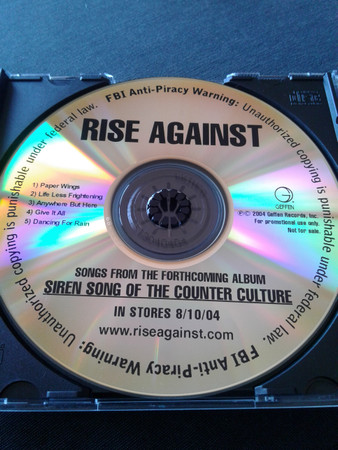 FBI Anti-Piracy Warning: Unauthorized copying is punishable under federal law.
RISE AGAINST
1) Paper Wings
2) Life Less Frightening
3) Anywhere But Here
4) Give It All
5) Dancing For Rain
G
GEFFEN
℗© 2004 Geffen Records, Inc.
For promotional use only.
Not for sale.
SONGS FROM THE FORTHCOMING ALBUM
SIREN SONG OF THE COUNTER CULTURE
IN STORES 8/10/04
www.riseagainst.com
FBI Anti-Piracy Warning: Unauthorized copying is punishable under federal law.